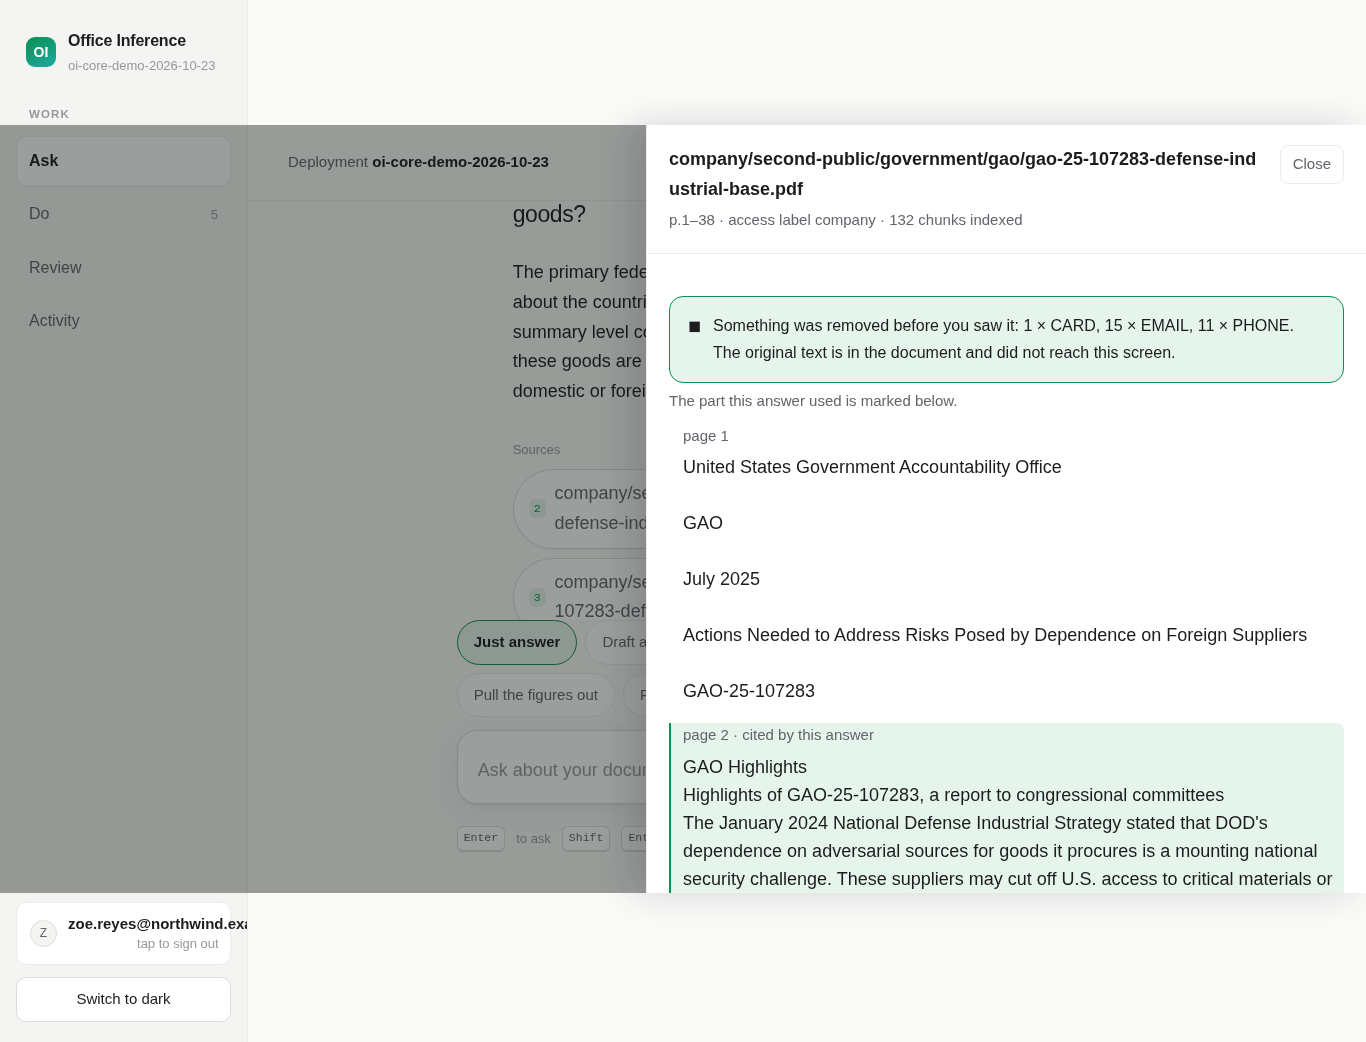 OI
Office Inference
oi-core-demo-2026-10-23
WORK
Ask
Do 5
Review
Activity
Deployment oi-core-demo-2026-10-23
goods?
The primary fede
about the countri
summary level co
these goods are
domestic or forei
Sources
2
company/se
defense-ind
3
company/se
107283-def
Just answer
Draft a
Pull the figures out
Ask about your docur
Enter to ask Shift Ent
company/second-public/government/gao/gao-25-107283-defense-ind
ustrial-base.pdf
p.1–38 · access label company · 132 chunks indexed
Close
Something was removed before you saw it: 1 × CARD, 15 × EMAIL, 11 × PHONE.
The original text is in the document and did not reach this screen.
The part this answer used is marked below.
page 1
United States Government Accountability Office
GAO
July 2025
Actions Needed to Address Risks Posed by Dependence on Foreign Suppliers
GAO-25-107283
page 2 · cited by this answer
GAO Highlights
Highlights of GAO-25-107283, a report to congressional committees
The January 2024 National Defense Industrial Strategy stated that DOD's
dependence on adversarial sources for goods it procures is a mounting national
security challenge. These suppliers may cut off U.S. access to critical materials or
Z
zoe.reyes@northwind.exa
tap to sign out
Switch to dark